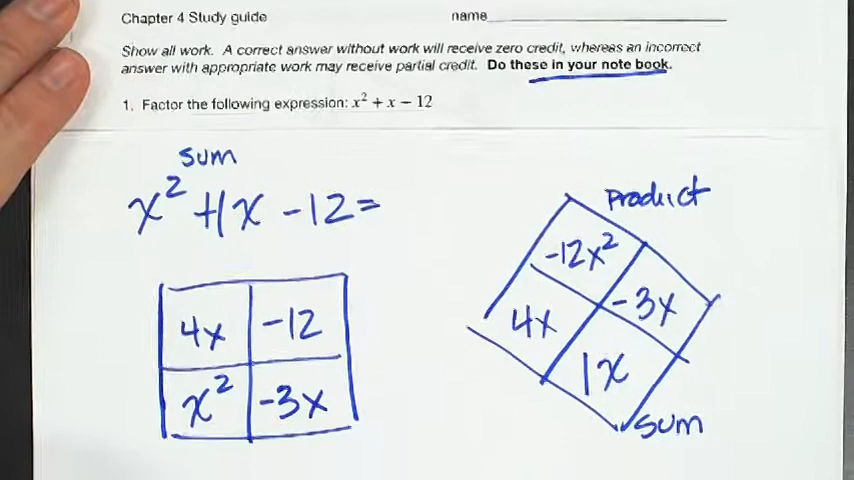 Chapter 4 Study guide
name
Show all work. A correct answer without work will receive zero credit, whereas an incorrect
answer with appropriate work may receive partial credit. Do these in your note book.
1. Factor the following expression: x² + x − 12
sum
x² + 1x - 12 =
Product
-12x²
4x -3x
1x
sum
4x -12
x² -3x